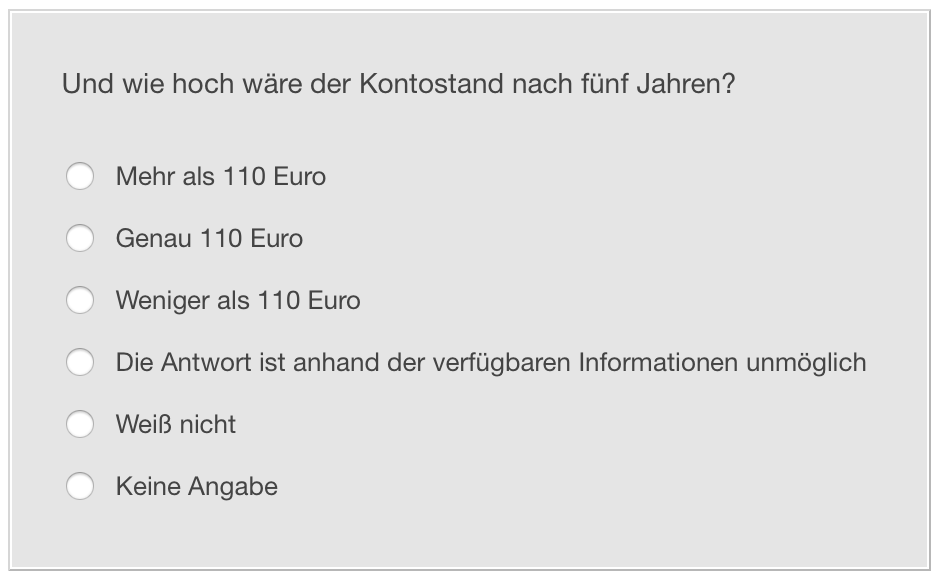 Und wie hoch wäre der Kontostand nach fünf Jahren?
Mehr als 110 Euro
Genau 110 Euro
Weniger als 110 Euro
Die Antwort ist anhand der verfügbaren Informationen unmöglich
Weiß nicht
Keine Angabe